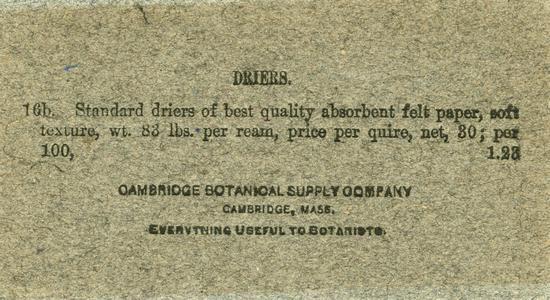 DRIERS.
16b. Standard driers of best quality absorbent felt paper, soft
texture, wt. 83 lbs. per ream, price per quire, net, 30; per
100, 1.23
CAMBRIDGE BOTANICAL SUPPLY COMPANY
CAMBRIDGE, MASS.
EVERYTHING USEFUL TO BOTANISTS.